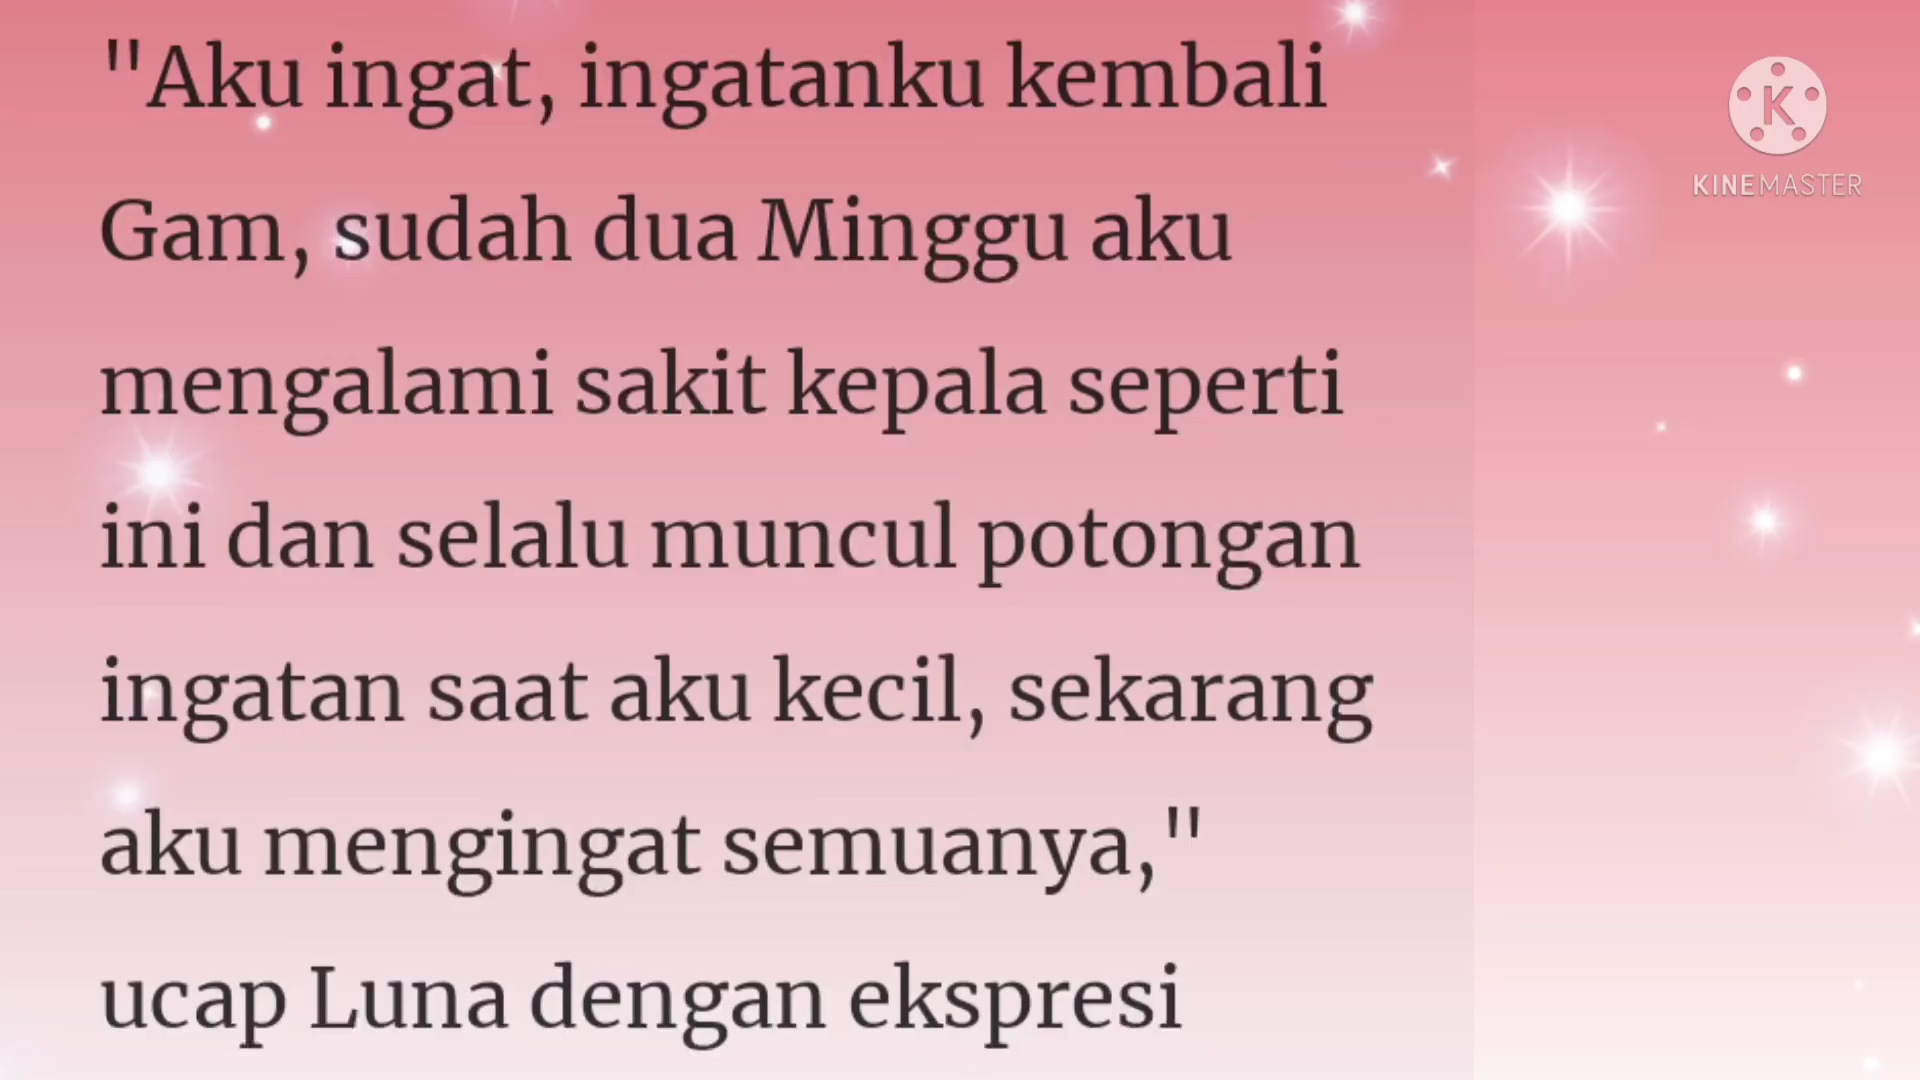 "Aku ingat, ingatanku kembali
Gam, sudah dua Minggu aku
mengalami sakit kepala seperti
ini dan selalu muncul potongan
ingatan saat aku kecil, sekarang
aku mengingat semuanya,"
ucap Luna dengan ekspresi
K
KINEMASTER